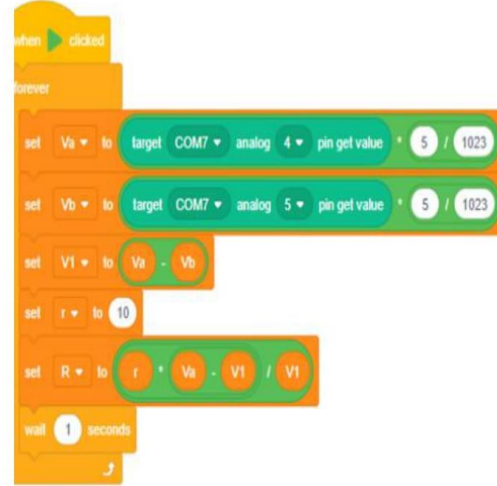 when clicked
forever
set Va to target COM7 analog 4 pin get value * 5 / 1023
set Vb to target COM7 analog 5 pin get value * 5 / 1023
set V1 to Va - Vb
set r to 10
set R to r * Va - V1 / V1
wait 1 seconds